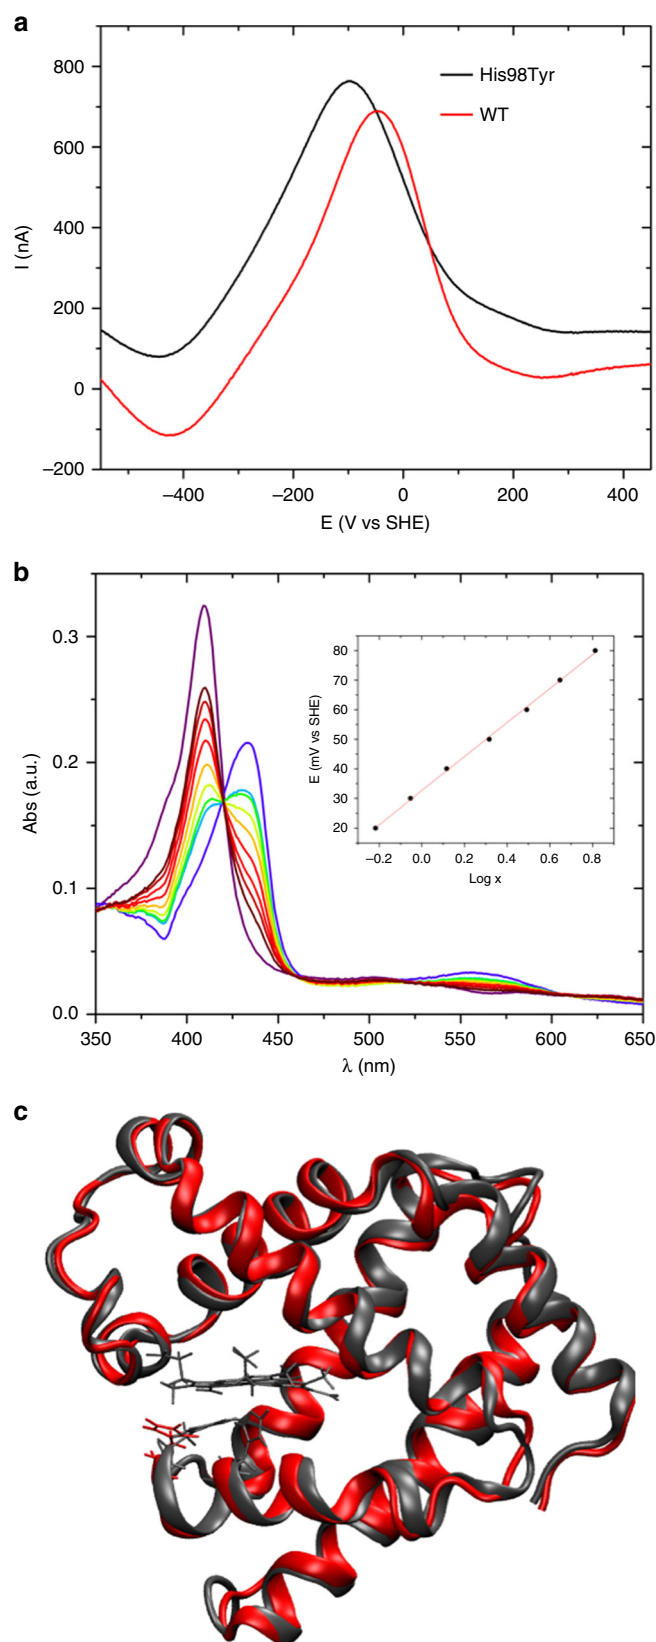 a
His98Tyr
WT
800
600
400
200
0
–200
I (nA)
–400 –200 0 200 400
E (V vs SHE)
b
0.3
0.2
0.1
0.0
Abs (a.u.)
80
70
60
50
40
30
20
E (mV vs SHE)
–0.2 0.0 0.2 0.4 0.6 0.8
Log x
350 400 450 500 550 600 650
λ (nm)
c